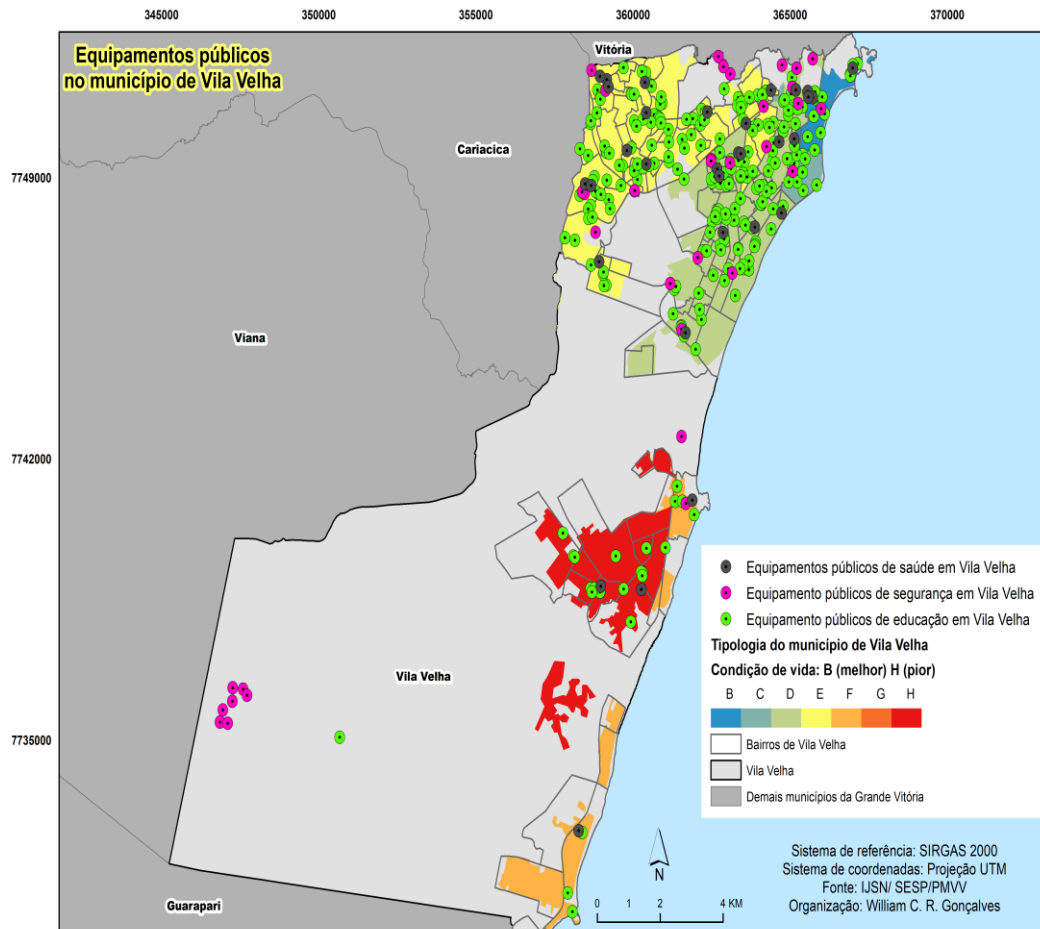 345000 350000 355000 360000 365000 370000
Equipamentos públicos
no município de Vila Velha
Vitória
Cariacica
7749000
Viana
7742000
Equipamentos públicos de saúde em Vila Velha
Equipamento públicos de segurança em Vila Velha
Equipamento públicos de educação em Vila Velha
Tipologia do município de Vila Velha
Condição de vida: B (melhor) H (pior)
B C D E F G H
Bairros de Vila Velha
Vila Velha
Demais municípios da Grande Vitória
Vila Velha
7735000
Sistema de referência: SIRGAS 2000
Sistema de coordenadas: Projeção UTM
Fonte: IJSN/ SESP/PMVV
Organização: William C. R. Gonçalves
N
0 1 2 4 KM
Guarapari